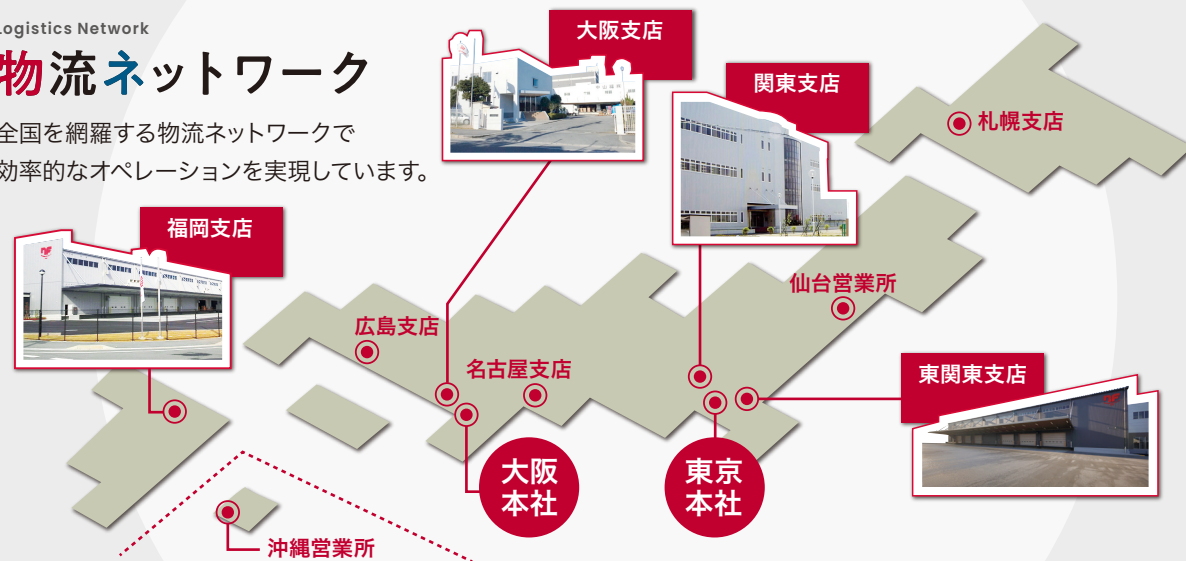 Logistics Network
物流ネットワーク
全国を網羅する物流ネットワークで
効率的なオペレーションを実現しています。
大阪支店
関東支店
札幌支店
福岡支店
仙台営業所
広島支店
名古屋支店
東関東支店
大阪
本社
東京
本社
沖縄営業所